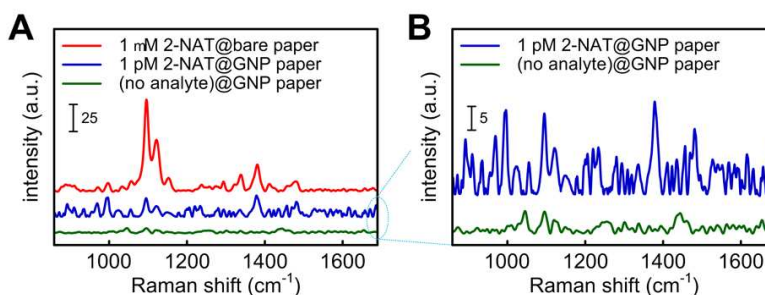 A
1 mM 2-NAT@bare paper
1 pM 2-NAT@GNP paper
(no analyte)@GNP paper
25
intensity (a.u.)
1000 1200 1400 1600
Raman shift (cm⁻¹)
B
1 pM 2-NAT@GNP paper
(no analyte)@GNP paper
5
intensity (a.u.)
1000 1200 1400 1600
Raman shift (cm⁻¹)